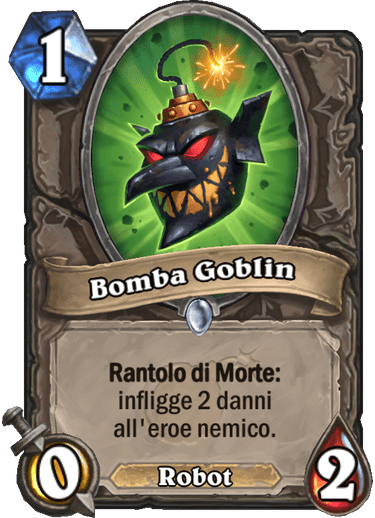 1
Bomba Goblin
Rantolo di Morte:
infligge 2 danni
all'eroe nemico.
0
Robot
2